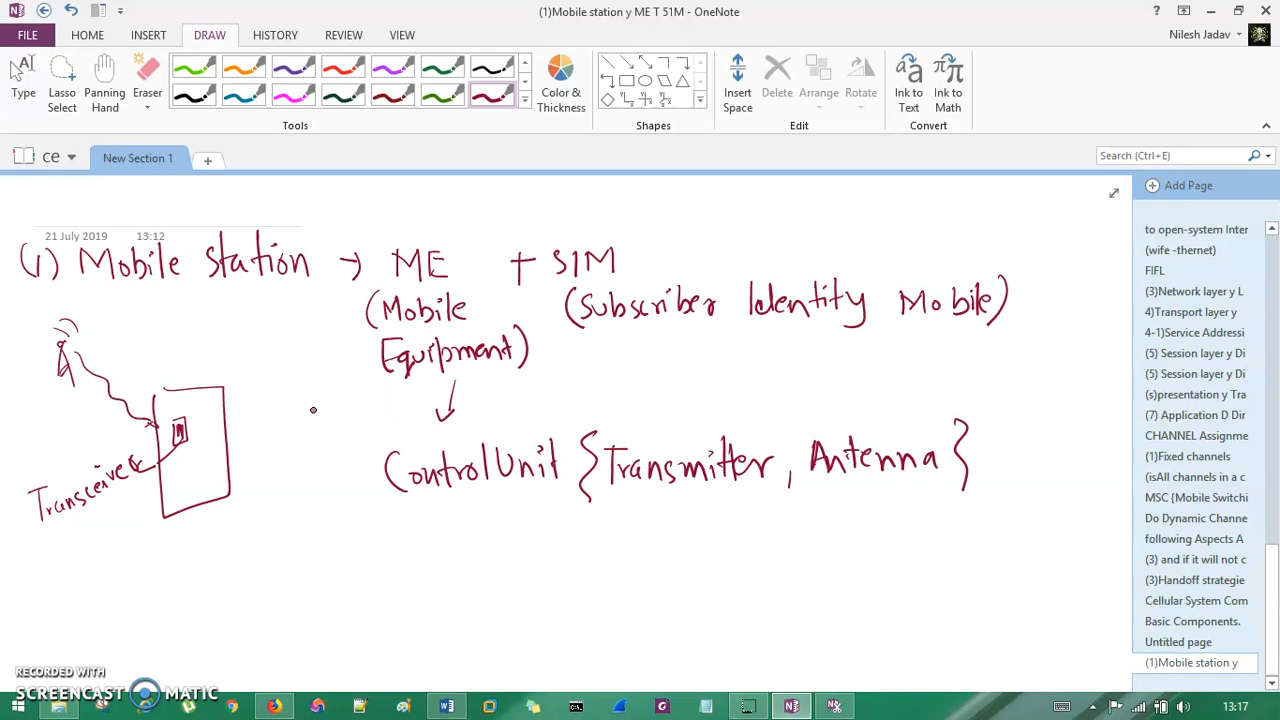 (1)Mobile station y ME T 51M - OneNote
FILE HOME INSERT DRAW HISTORY REVIEW VIEW
Nilesh Jadav
Type
Lasso Select
Panning Hand
Eraser
Color & Thickness
Insert Space
Delete
Arrange
Rotate
Ink to Text
Ink to Math
Tools
Shapes
Edit
Convert
ce
New Section 1
Search (Ctrl+E)
21 July 2019 13:12
(1) Mobile Station → ME + SIM
(Mobile Equipment)
(Subscriber Identity Mobile)
Transceiver
Control Unit {Transmitter, Antenna}
Add Page
to open-system Inter
(wife -thernet)
FIFL
(3)Network layer y L
4)Transport layer y
4-1)Service Addressi
(5) Session layer y Di
(5) Session layer y Di
(s)presentation y Tra
(7) Application D Dir
CHANNEL Assignme
(1)Fixed channels
(isAll channels in a c
MSC {Mobile Switchi
Do Dynamic Channe
following Aspects A
(3) and if it will not c
(3)Handoff strategie
Cellular System Com
Basic Components.
Untitled page
(1)Mobile station y
RECORDED WITH
SCREENCAST MATIC
13:17